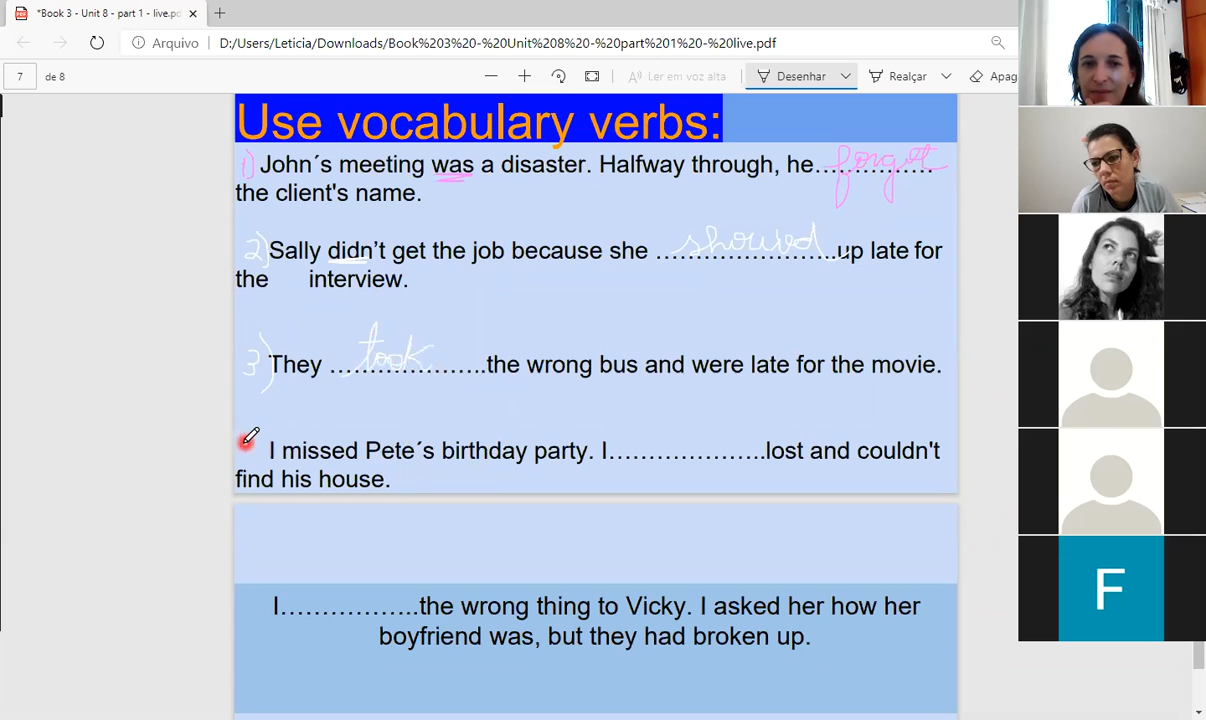 *Book 3 - Unit 8 - part 1 - live.pdf
Arquivo D:/Users/Leticia/Downloads/Book%203%20-%20Unit%208%20-%20part%201%20-%20live.pdf
7 de 8 Ler em voz alta Desenhar Realçar Apag
Use vocabulary verbs:
1) John´s meeting was a disaster. Halfway through, he forgot
the client's name.
2) Sally didn't get the job because she showed up late for
the interview.
3) They took the wrong bus and were late for the movie.
I missed Pete´s birthday party. I………………..lost and couldn't
find his house.
I……………..the wrong thing to Vicky. I asked her how her
boyfriend was, but they had broken up.
F